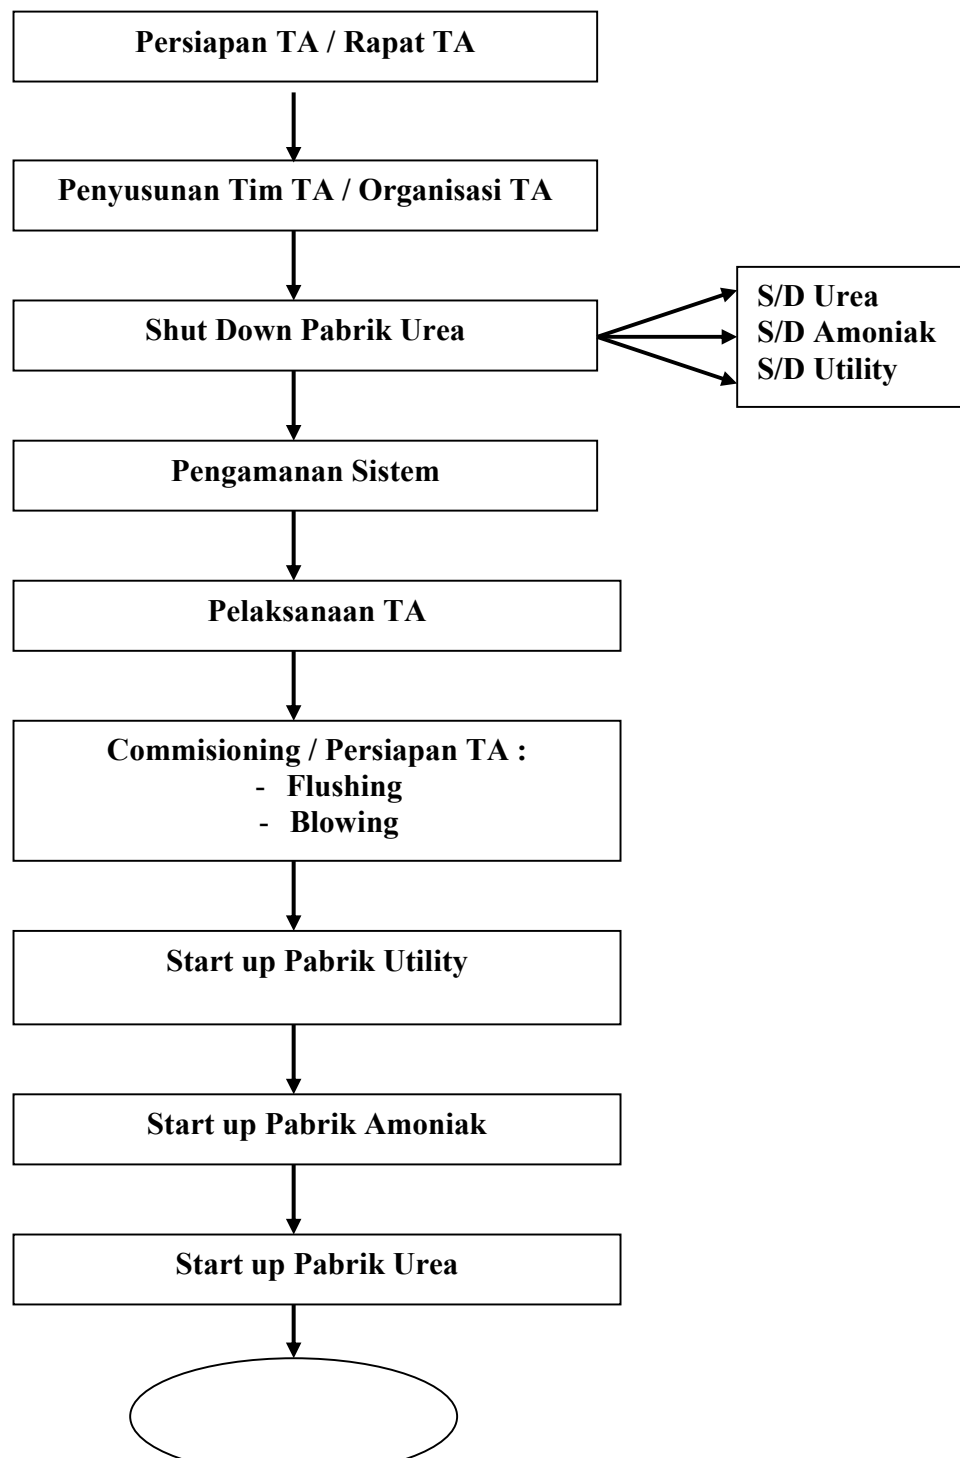 Persiapan TA / Rapat TA
Penyusunan Tim TA / Organisasi TA
Shut Down Pabrik Urea
S/D Urea
S/D Amoniak
S/D Utility
Pengamanan Sistem
Pelaksanaan TA
Commisioning / Persiapan TA :
- Flushing
- Blowing
Start up Pabrik Utility
Start up Pabrik Amoniak
Start up Pabrik Urea